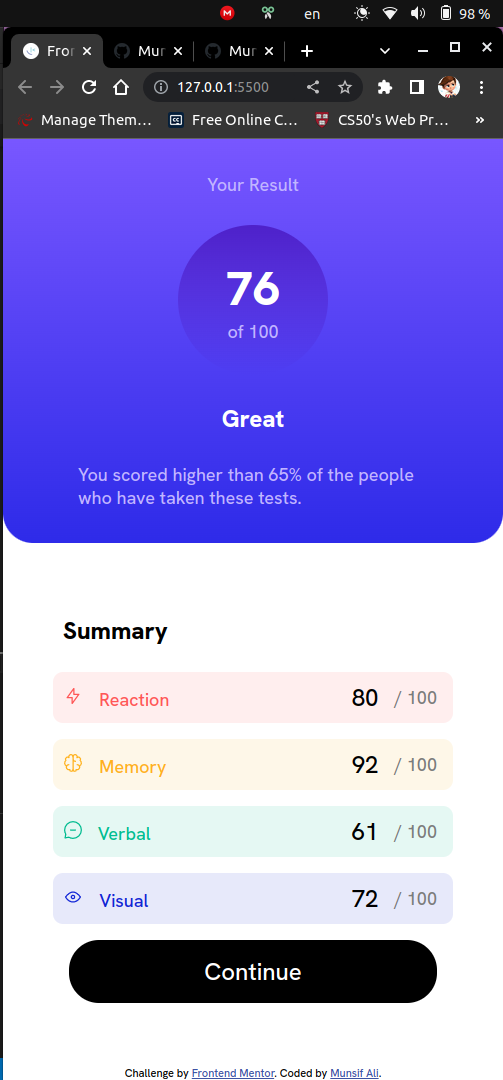 en 98 %
Fron Mun Mun
127.0.0.1:5500
Manage Them… Free Online C… CS50's Web Pr… »
Your Result
76
of 100
Great
You scored higher than 65% of the people
who have taken these tests.
Summary
Reaction 80 / 100
Memory 92 / 100
Verbal 61 / 100
Visual 72 / 100
Continue
Challenge by Frontend Mentor. Coded by Munsif Ali.